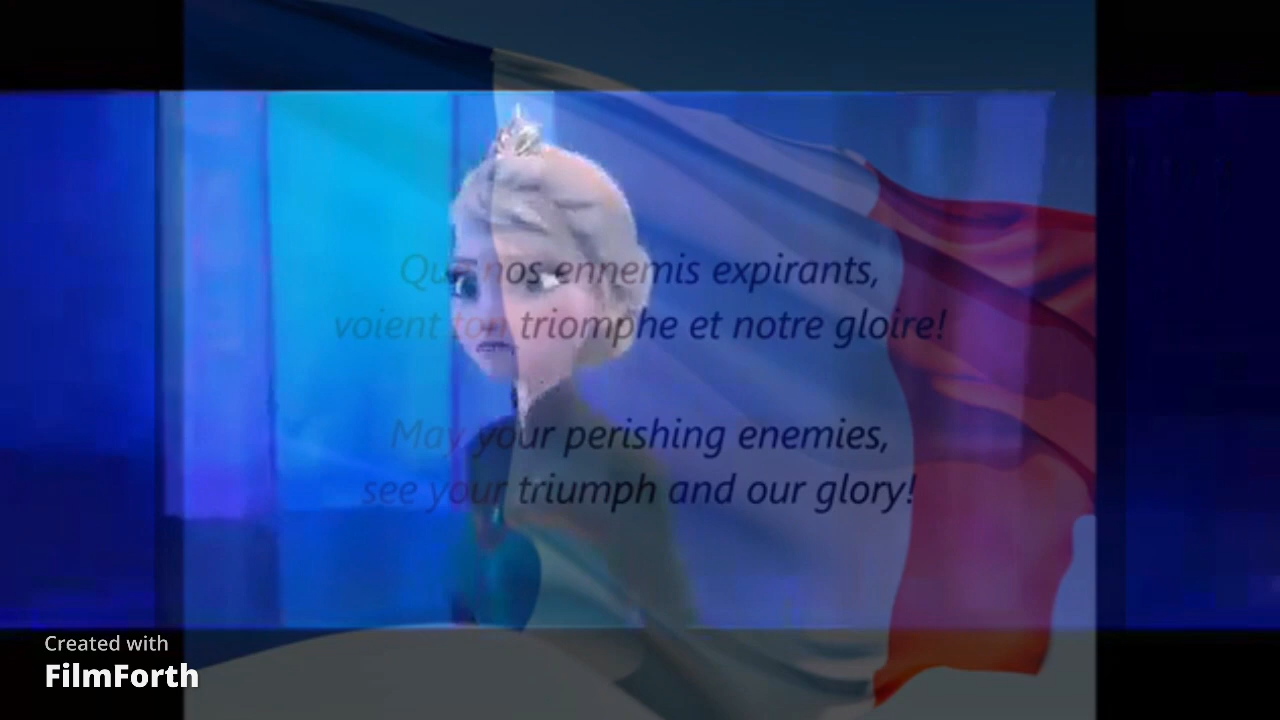 Que nos ennemis expirants,
voient ton triomphe et notre gloire!
May your perishing enemies,
see your triumph and our glory!
Created with
FilmForth